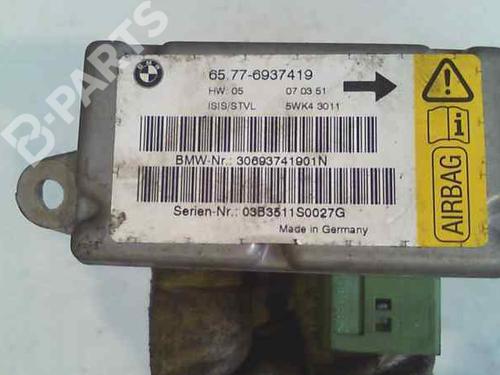 BMW
65.77-6937419
HW: 05 07 03 51
ISIS/STVL 5WK4 3011
BMW-Nr.: 30693741901N
Serien-Nr.: 03B3511S0027G
Made in Germany
AIRBAG
i
B-PARTS